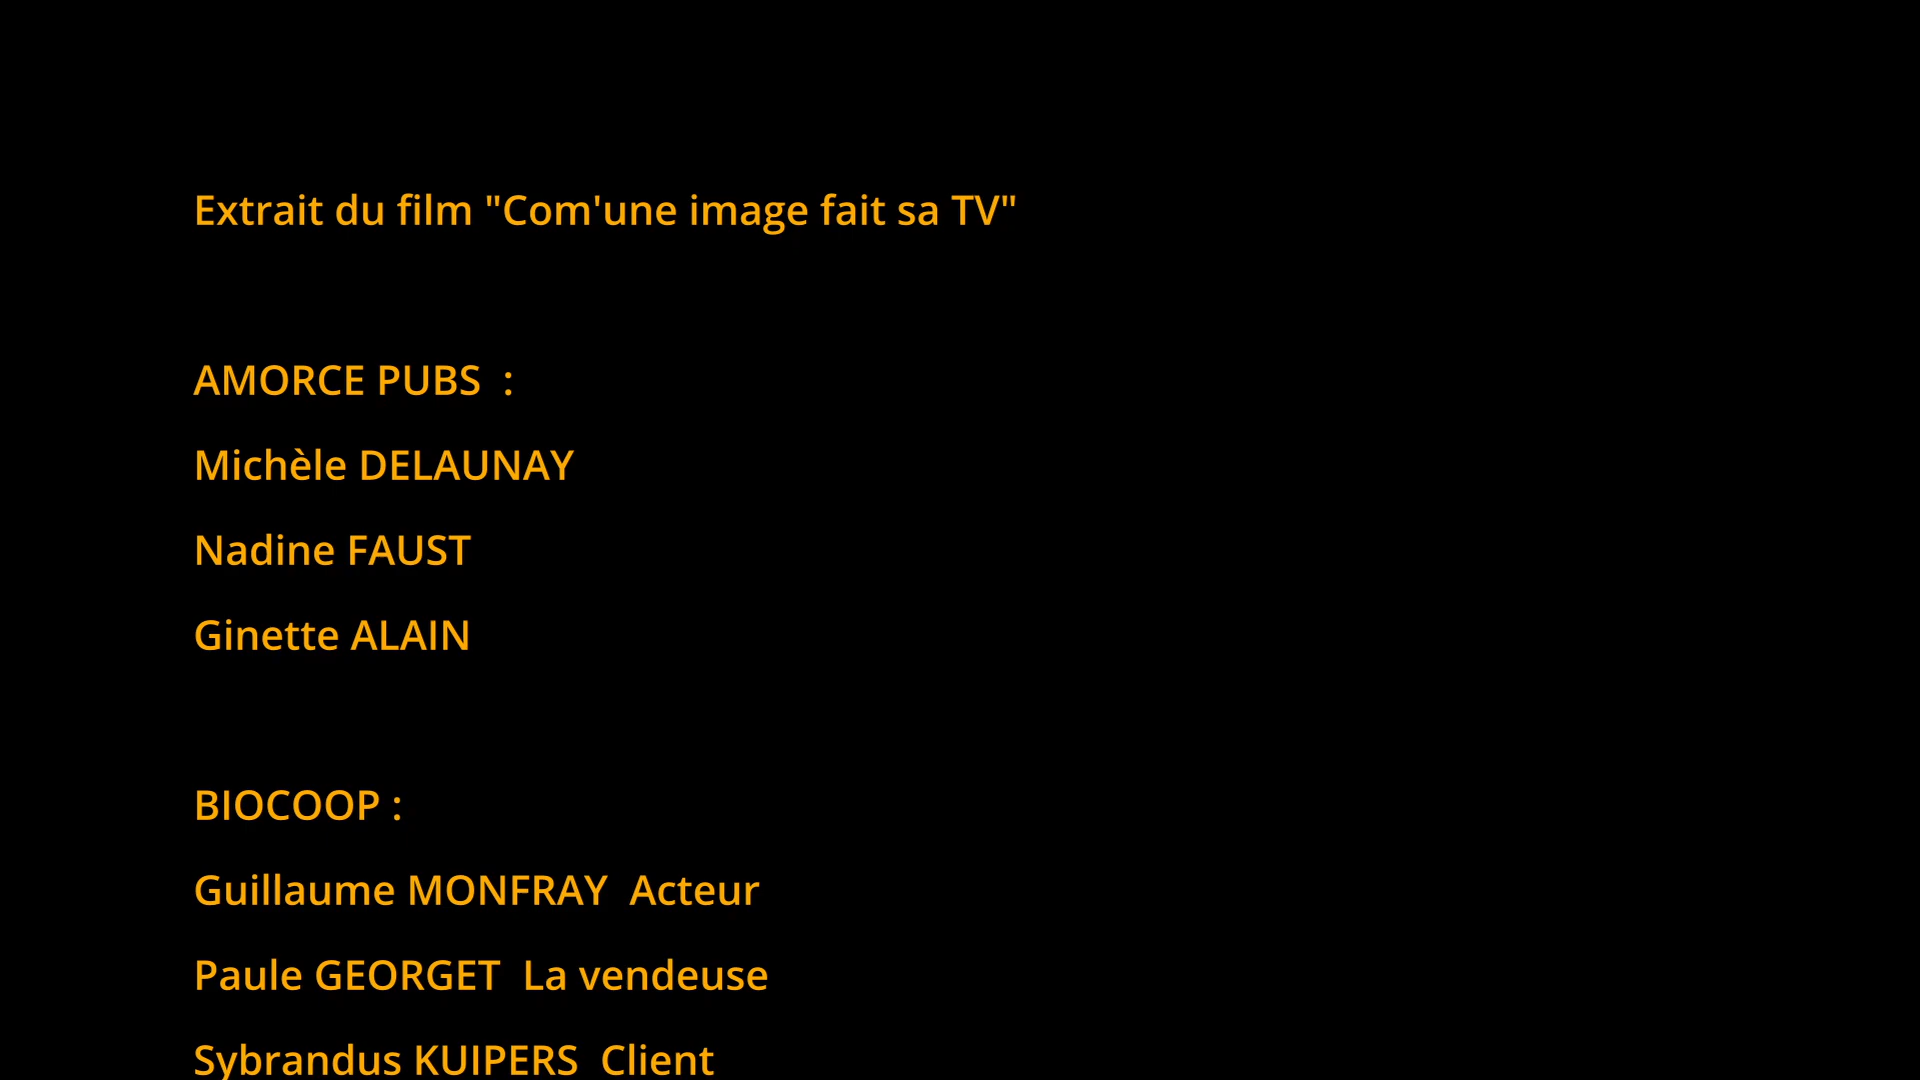 Extrait du film "Com'une image fait sa TV"
AMORCE PUBS  :
Michèle DELAUNAY
Nadine FAUST
Ginette ALAIN
BIOCOOP :
Guillaume MONFRAY  Acteur
Paule GEORGET  La vendeuse
Sybrandus KUIPERS  Client